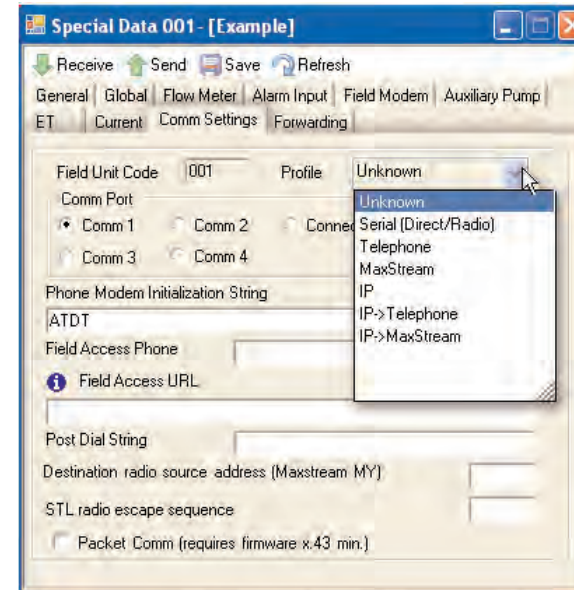 Special Data 001 - [Example]
Receive Send Save Refresh
General Global Flow Meter Alarm Input Field Modem Auxiliary Pump
ET Current Comm Settings Forwarding
Field Unit Code 001 Profile Unknown
Comm Port
Unknown
Serial (Direct/Radio)
Telephone
MaxStream
IP
IP->Telephone
IP->MaxStream
Comm 1 Comm 2
Comm 3 Comm 4
Phone Modem Initialization String
ATDT
Field Access Phone
Field Access URL
Post Dial String
Destination radio source address (Maxstream MY)
STL radio escape sequence
Packet Comm (requires firmware x.43 min.)